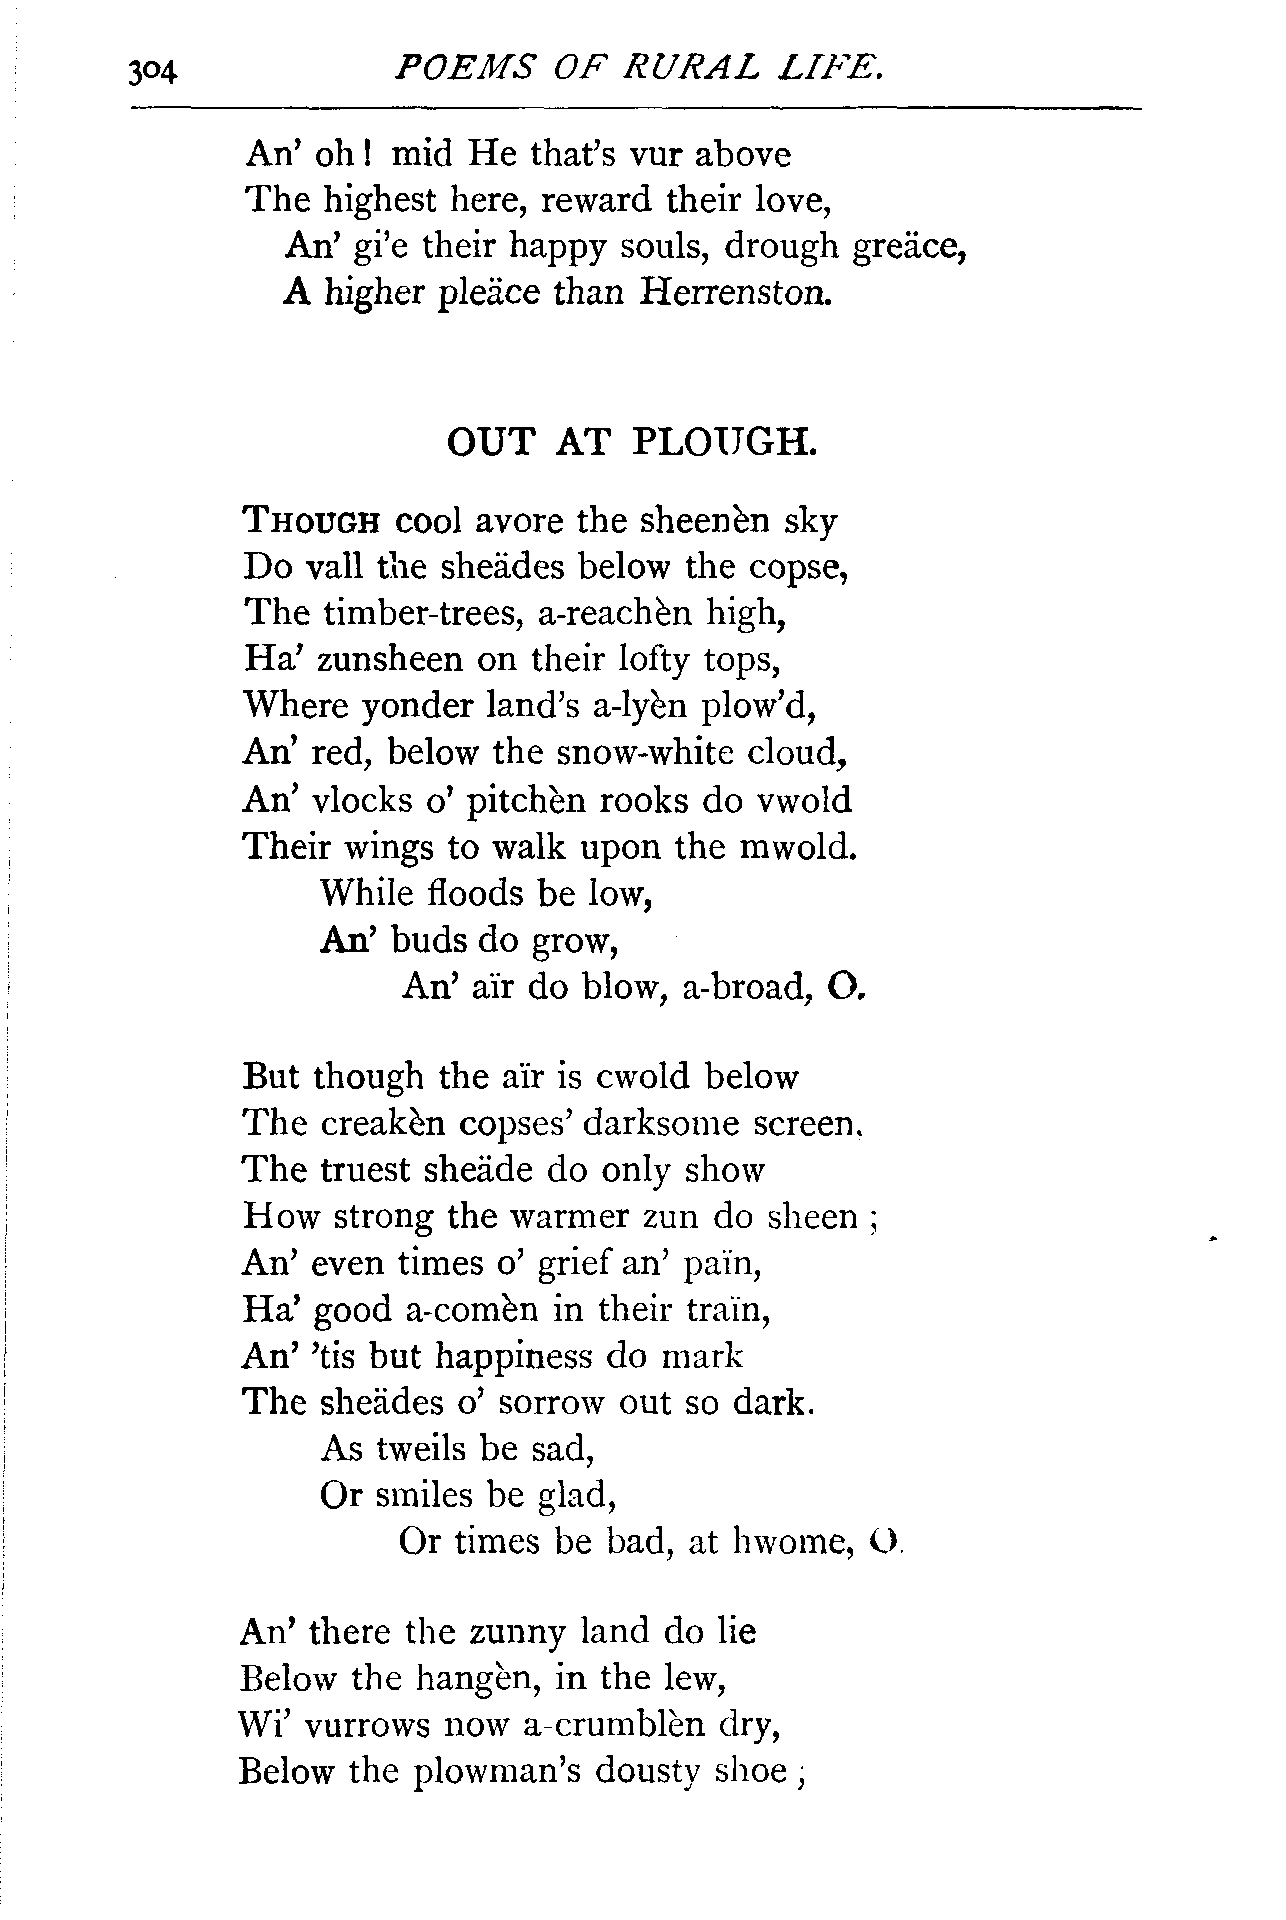 304 POEMS OF RURAL LIFE.
An' oh! mid He that's vur above
The highest here, reward their love,
An' gi'e their happy souls, drough greäce,
A higher pleäce than Herrenston.
OUT AT PLOUGH.
THOUGH cool avore the sheenèn sky
Do vall the sheädes below the copse,
The timber-trees, a-reachèn high,
Ha' zunsheen on their lofty tops,
Where yonder land's a-lyèn plow'd,
An' red, below the snow-white cloud,
An' vlocks o' pitchèn rooks do vwold
Their wings to walk upon the mwold.
While floods be low,
An' buds do grow,
An' aïr do blow, a-broad, O.
But though the aïr is cwold below
The creakèn copses' darksome screen.
The truest sheäde do only show
How strong the warmer zun do sheen ;
An' even times o' grief an' païn,
Ha' good a-comèn in their traïn,
An' 'tis but happiness do mark
The sheädes o' sorrow out so dark.
As tweils be sad,
Or smiles be glad,
Or times be bad, at hwome, O.
An' there the zunny land do lie
Below the hangèn, in the lew,
Wi' vurrows now a-crumblèn dry,
Below the plowman's dousty shoe ;